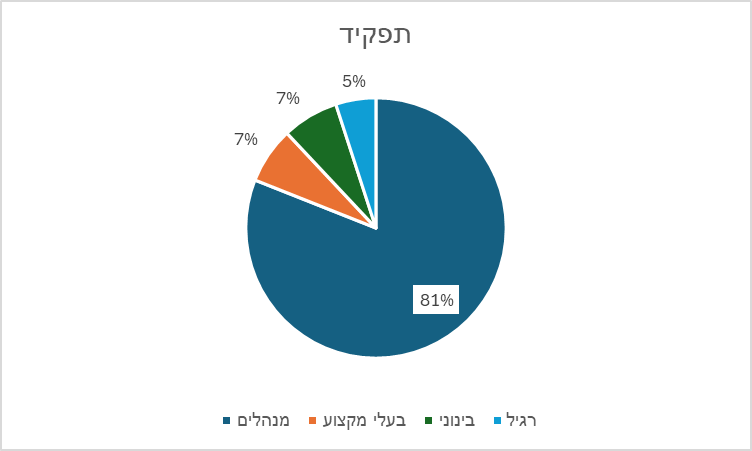 תפקיד
5%
7%
7%
81%
מנהלים
בעלי מקצוע
בינוני
רגיל